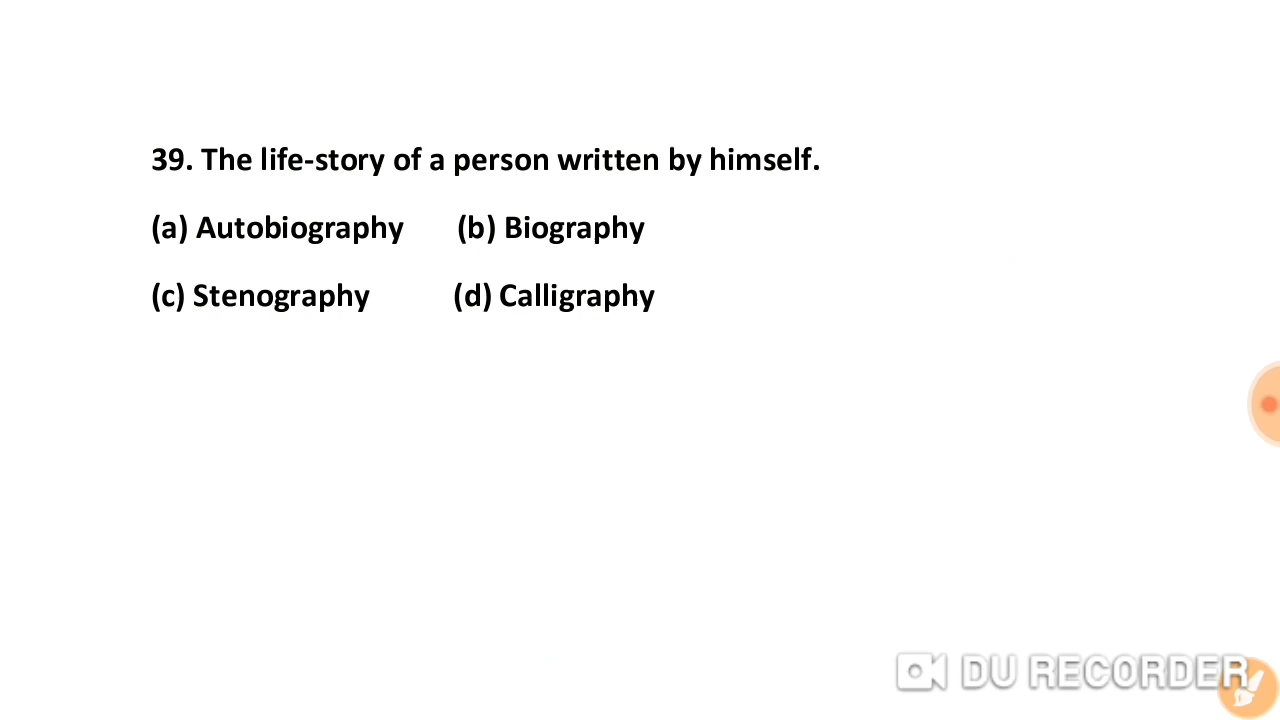 39. The life-story of a person written by himself.
(a) Autobiography (b) Biography
(c) Stenography (d) Calligraphy
DU RECORDER